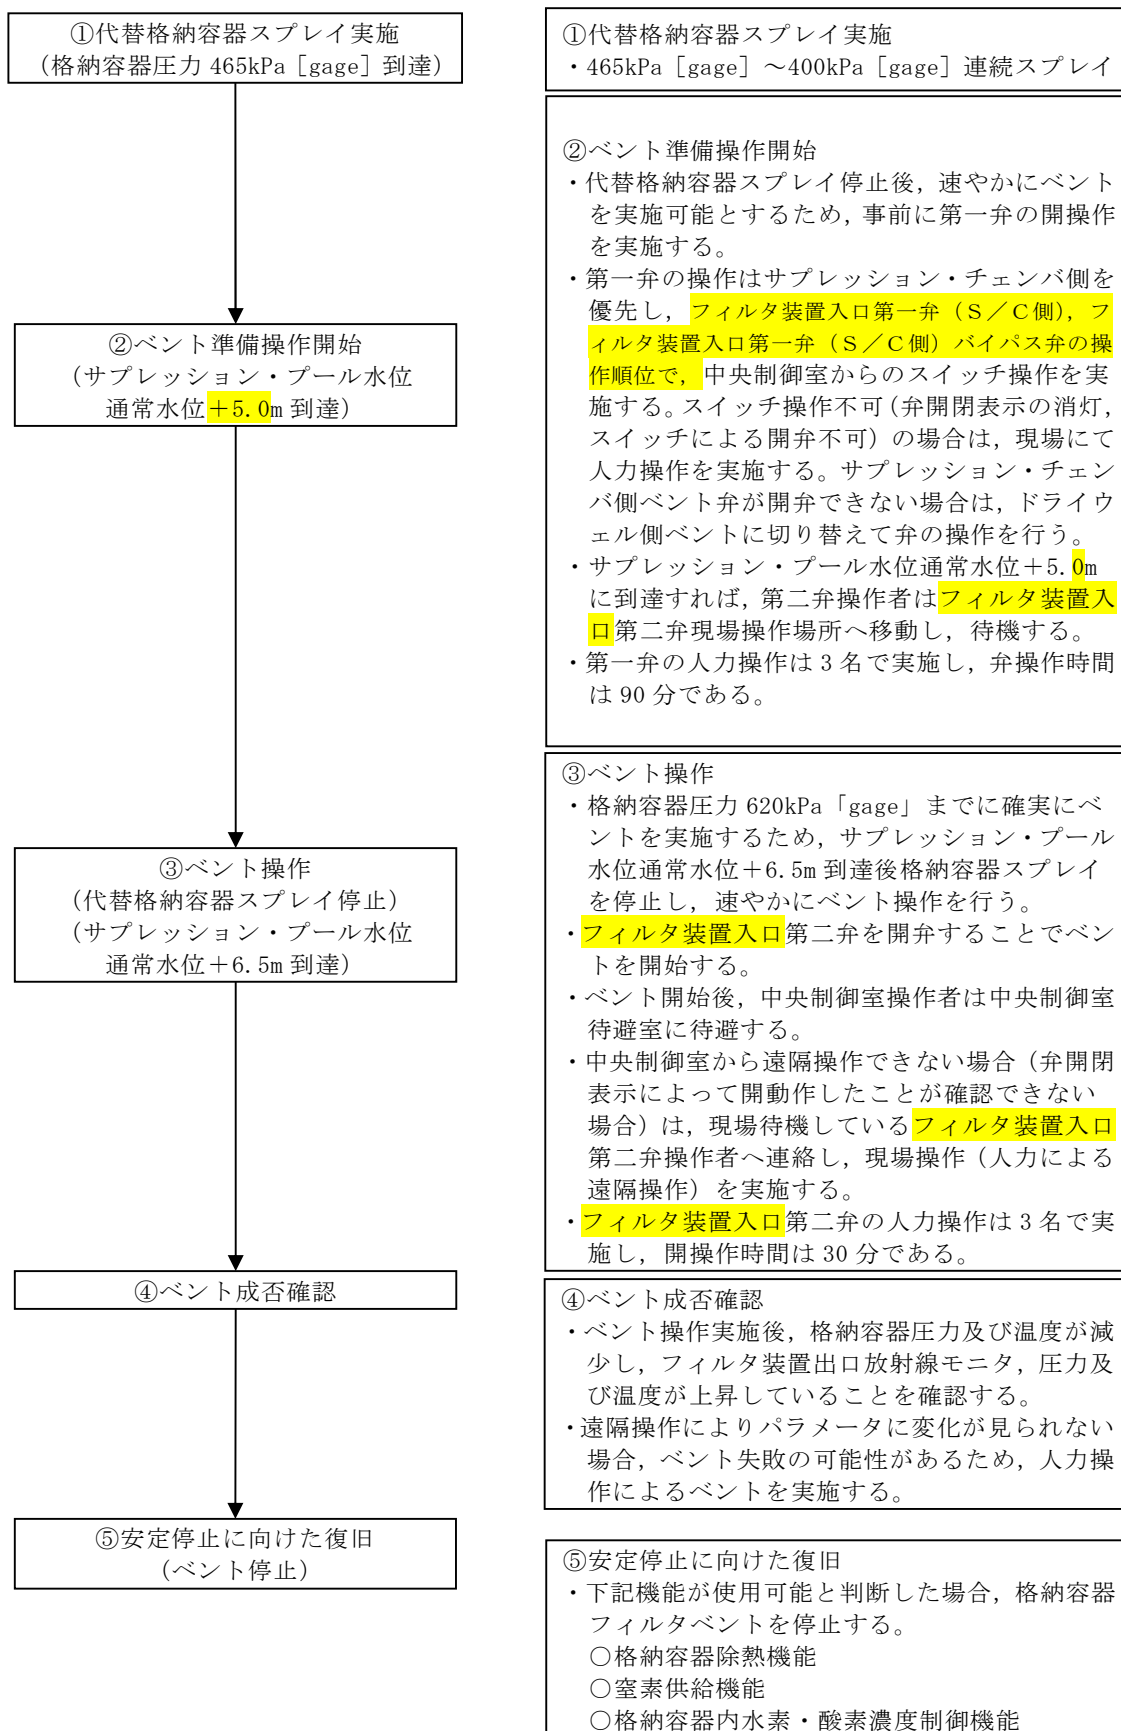 ①代替格納容器スプレイ実施
(格納容器圧力 465kPa［gage］到達)
②ベント準備操作開始
(サプレッション・プール水位
通常水位＋5.0m 到達)
③ベント操作
(代替格納容器スプレイ停止)
(サプレッション・プール水位
通常水位＋6.5m 到達)
④ベント成否確認
⑤安定停止に向けた復旧
(ベント停止)
①代替格納容器スプレイ実施
・465kPa［gage］～400kPa［gage］連続スプレイ
②ベント準備操作開始
・代替格納容器スプレイ停止後，速やかにベント
を実施可能とするため，事前に第一弁の開操作
を実施する。
・第一弁の操作はサプレッション・チェンバ側を
優先し，フィルタ装置入口第一弁（Ｓ／Ｃ側），フ
ィルタ装置入口第一弁（Ｓ／Ｃ側）バイパス弁の操
作順位で，中央制御室からのスイッチ操作を実
施する。スイッチ操作不可（弁開閉表示の消灯，
スイッチによる開弁不可）の場合は，現場にて
人力操作を実施する。サプレッション・チェン
バ側ベント弁が開弁できない場合は，ドライウ
ェル側ベントに切り替えて弁の操作を行う。
・サプレッション・プール水位通常水位＋5.0m
に到達すれば，第二弁操作者はフィルタ装置入
口第二弁現場操作場所へ移動し，待機する。
・第一弁の人力操作は 3 名で実施し，弁操作時間
は 90 分である。
③ベント操作
・格納容器圧力 620kPa「gage」までに確実にベ
ントを実施するため，サプレッション・プール
水位通常水位＋6.5m 到達後格納容器スプレイ
を停止し，速やかにベント操作を行う。
・フィルタ装置入口第二弁を開弁することでベン
トを開始する。
・ベント開始後，中央制御室操作者は中央制御室
待避室に待避する。
・中央制御室から遠隔操作できない場合（弁開閉
表示によって開動作したことが確認できない
場合）は，現場待機しているフィルタ装置入口
第二弁操作者へ連絡し，現場操作（人力による
遠隔操作）を実施する。
・フィルタ装置入口第二弁の人力操作は 3 名で実
施し，開操作時間は 30 分である。
④ベント成否確認
・ベント操作実施後，格納容器圧力及び温度が減
少し，フィルタ装置出口放射線モニタ，圧力及
び温度が上昇していることを確認する。
・遠隔操作によりパラメータに変化が見られない
場合，ベント失敗の可能性があるため，人力操
作によるベントを実施する。
⑤安定停止に向けた復旧
・下記機能が使用可能と判断した場合，格納容器
フィルタベントを停止する。
○格納容器除熱機能
○窒素供給機能
○格納容器内水素・酸素濃度制御機能